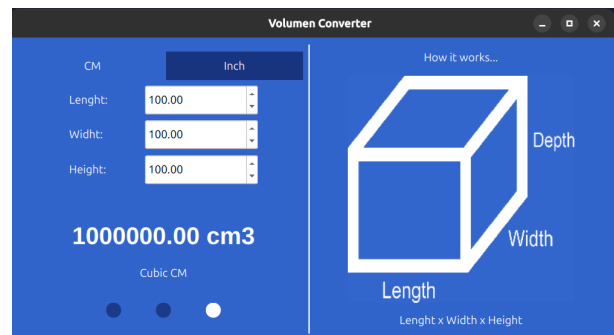 Volumen Converter
CM Inch
Lenght: 100.00
Widht: 100.00
Height: 100.00
1000000.00 cm3
Cubic CM
How it works...
Depth
Width
Length
Lenght x Width x Height